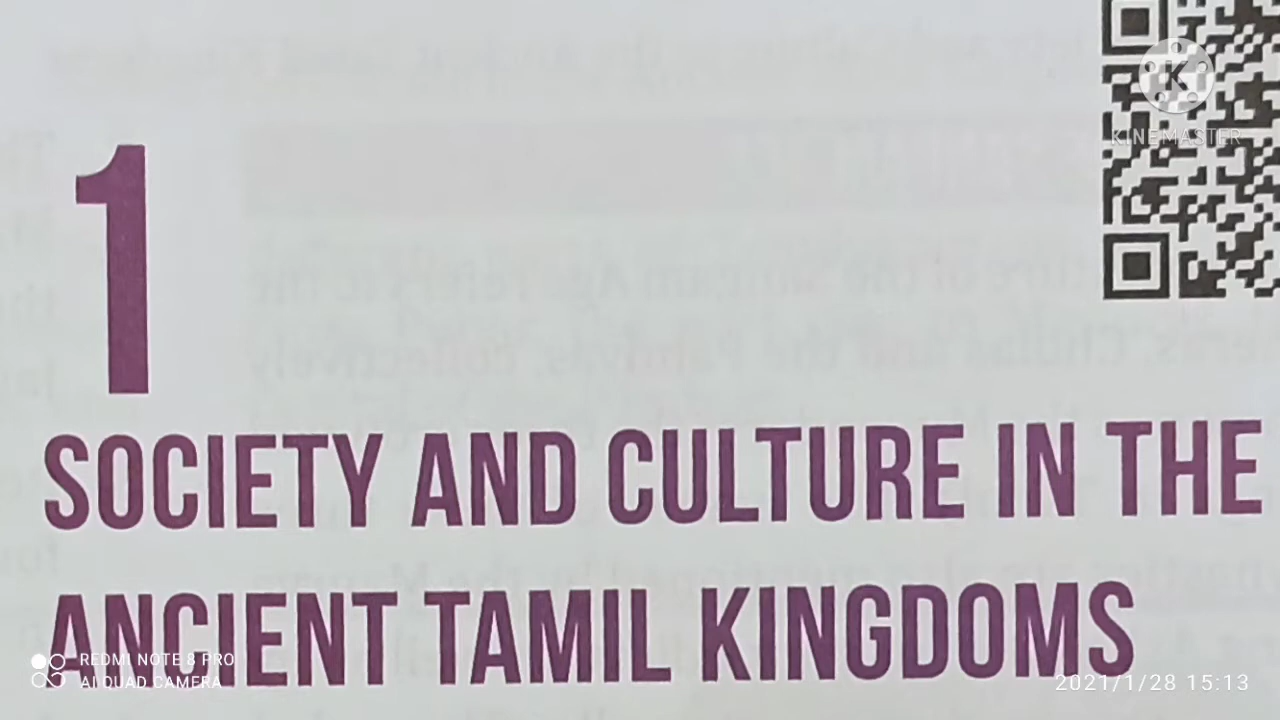 KINEMASTER
1
SOCIETY AND CULTURE IN THE
ANCIENT TAMIL KINGDOMS
REDMI NOTE 8 PRO
AI QUAD CAMERA
2021/1/28 15:13